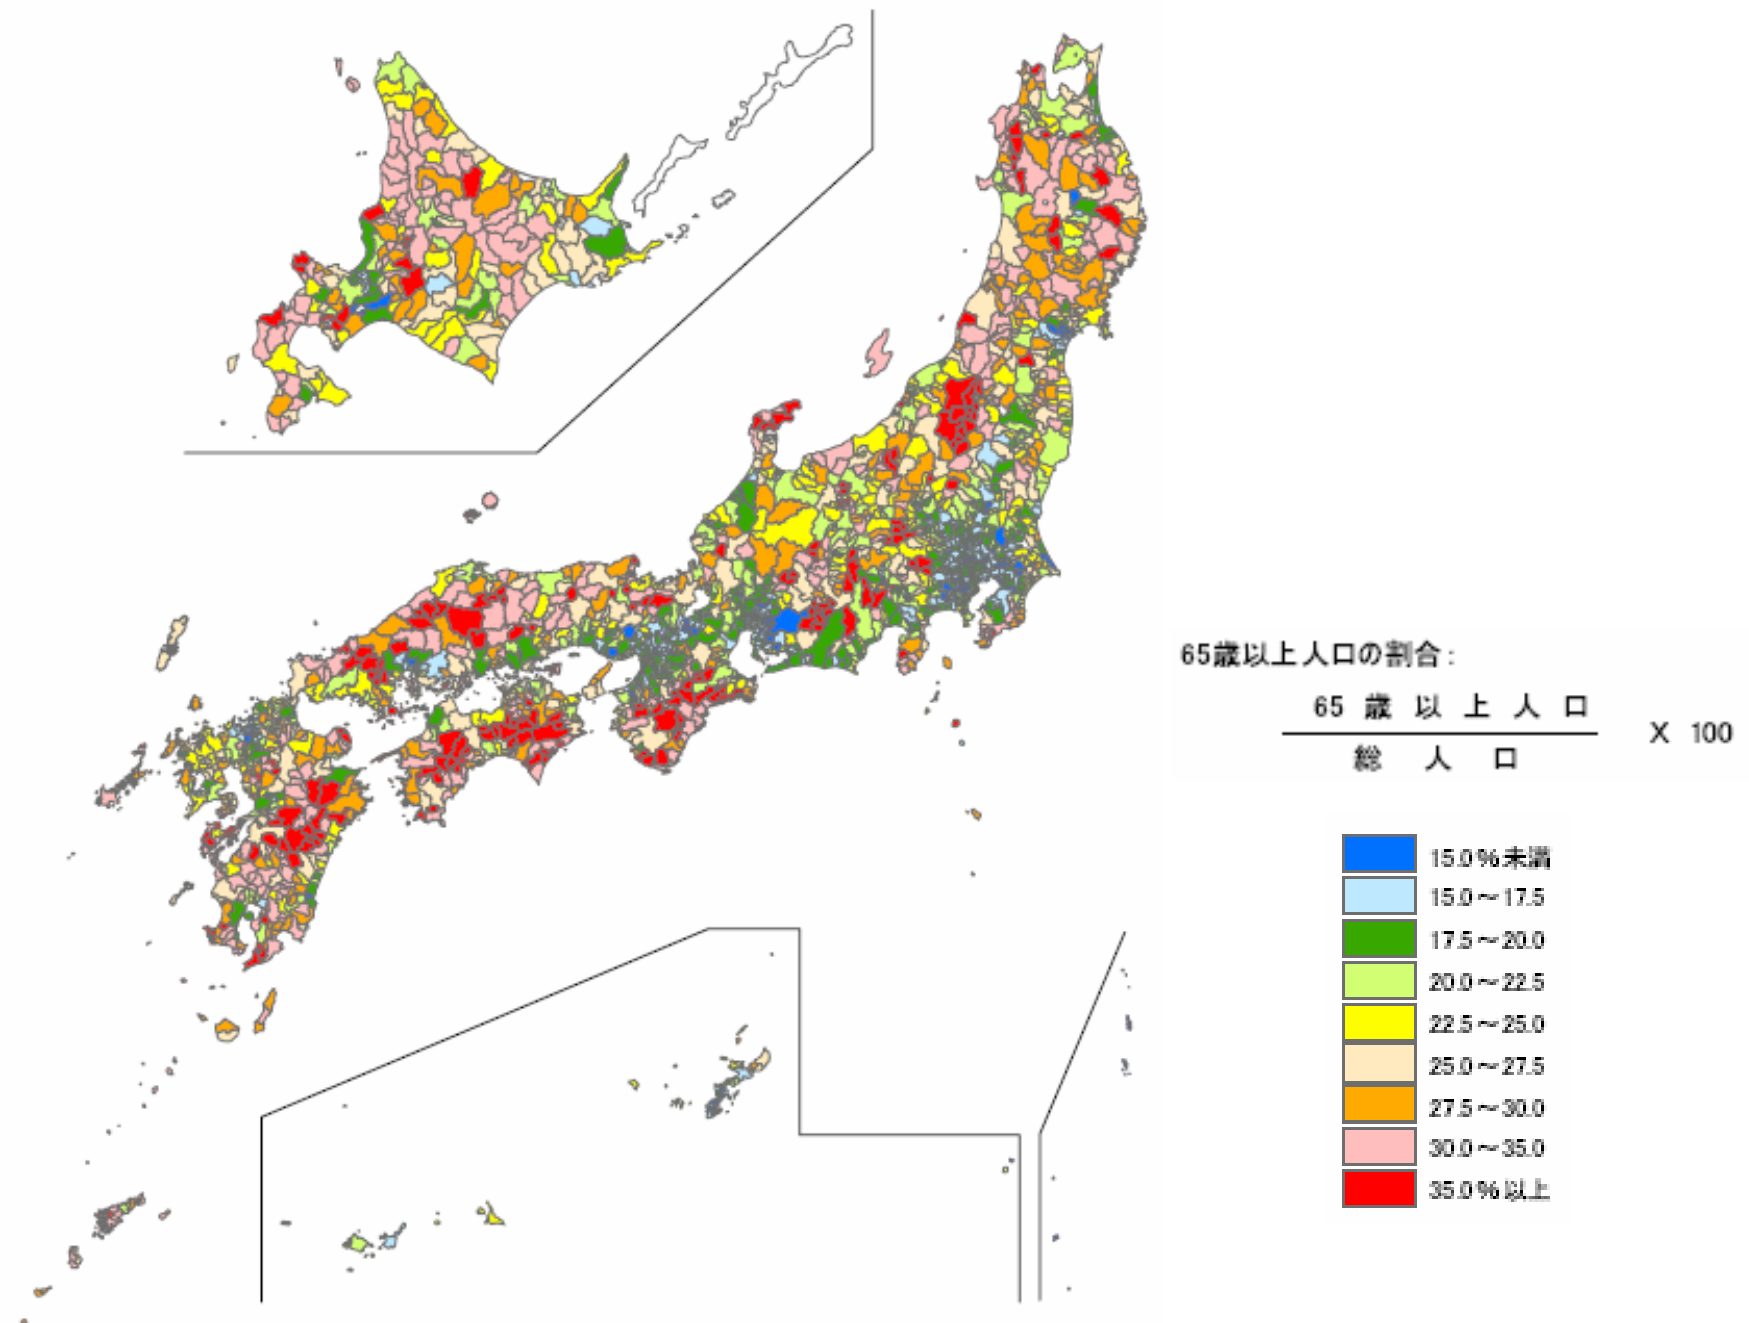 65歳以上人口の割合：
65 歳 以 上 人 口
総 人 口
X 100
15.0%未満
15.0～17.5
17.5～20.0
20.0～22.5
22.5～25.0
25.0～27.5
27.5～30.0
30.0～35.0
35.0%以上